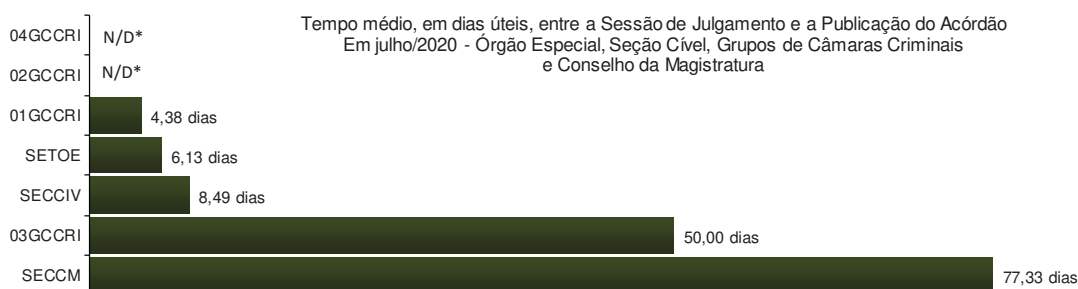 Tempo médio, em dias úteis, entre a Sessão de Julgamento e a Publicação do Acórdão
Em julho/2020 - Órgão Especial, Seção Cível, Grupos de Câmaras Criminais
e Conselho da Magistratura
04GCCRI N/D*
02GCCRI N/D*
01GCCRI 4,38 dias
SETOE 6,13 dias
SECCIV 8,49 dias
03GCCRI 50,00 dias
SECCM 77,33 dias